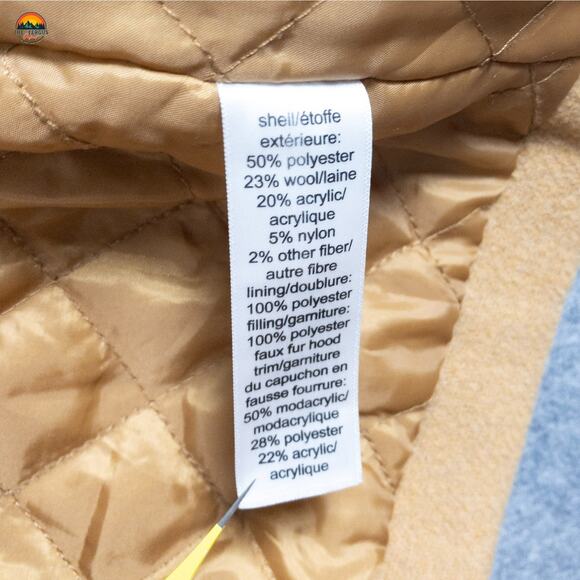 THE FERGUS
shell/étoffe
extérieure:
50% polyester
23% wool/laine
20% acrylic/
acrylique
5% nylon
2% other fiber/
autre fibre
lining/doublure:
100% polyester
filling/garniture:
100% polyester
faux fur hood
trim/garniture
du capuchon en
fausse fourrure:
50% modacrylic/
modacrylique
28% polyester
22% acrylic/
acrylique